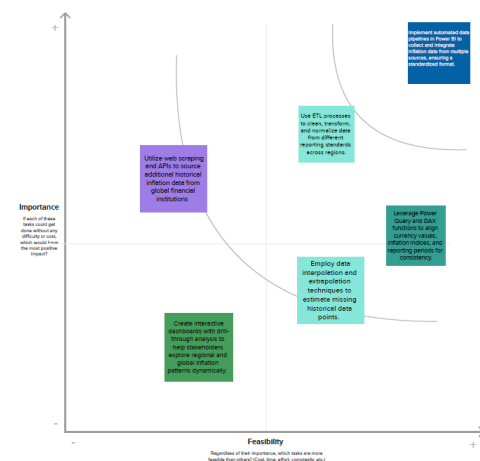 +
Implement automated data
pipelines in Power BI to
collect and integrate
inflation data from multiple
sources, ensuring a
standardized format.
Use ETL processes
to clean, transform,
and normalize data
from different
reporting standards
across regions.
Utilize web scraping
and APIs to source
additional historical
inflation data from
global financial
institutions
Importance
If each of these
tasks could get
done without any
difficulty or cost,
which would have
the most positive
impact?
Leverage Power
Query and DAX
functions to align
currency values,
inflation indices, and
reporting periods for
consistency.
Employ data
interpolation and
extrapolation
techniques to
estimate missing
historical data
points.
Create interactive
dashboards with drill-
through analysis to
help stakeholders
explore regional and
global inflation
patterns dynamically.
-
-
Feasibility
+
Regardless of their importance, which tasks are more
feasible than others? (Cost, time, effort, complexity, etc.)